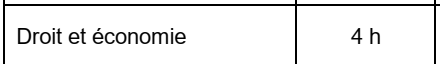 Droit et économie 4 h